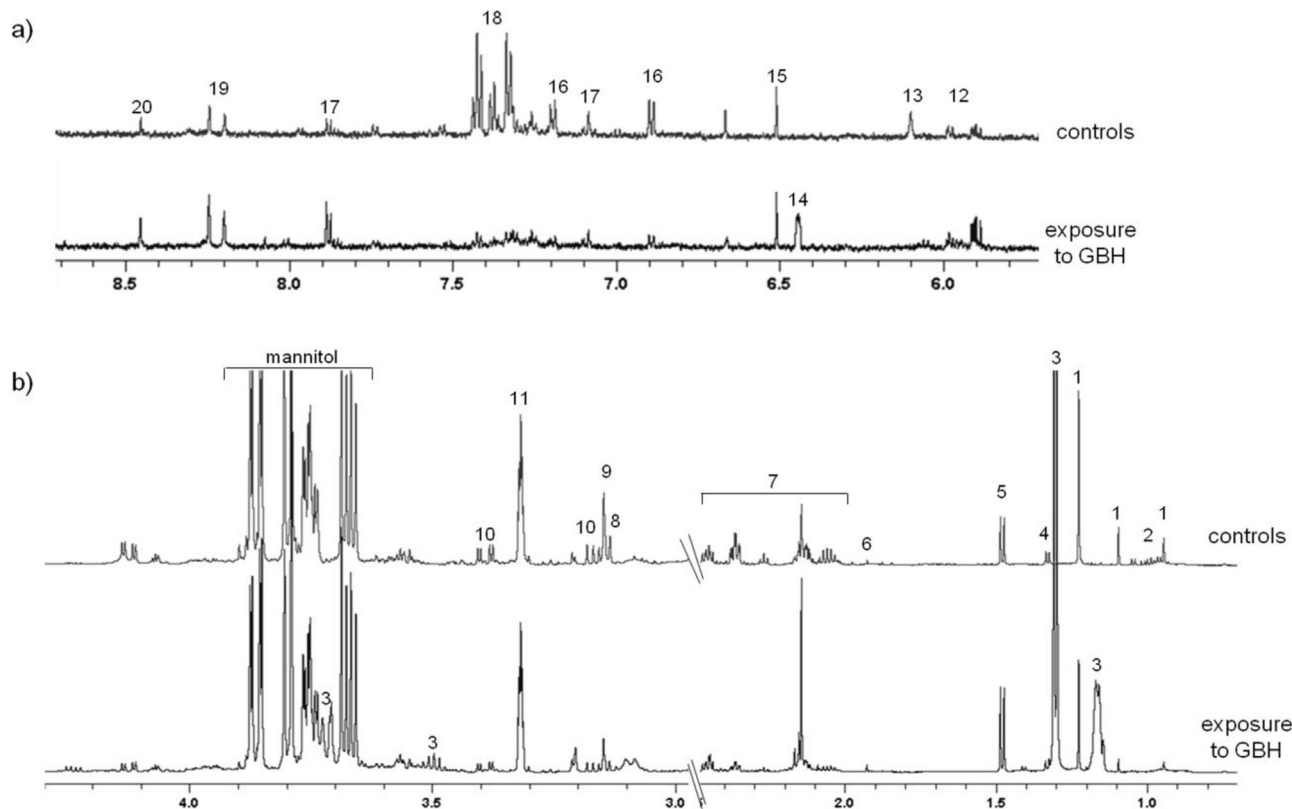 a)
18
20 19 17 16 17 16 15 13 12
controls
14
exposure
to GBH
8.5 8.0 7.5 7.0 6.5 6.0
b)
mannitol
11 10 9 10 8 7 6 5 4 3 1 1 2 1
controls
3 3 3
exposure
to GBH
4.0 3.5 3.0 2.0 1.5 1.0